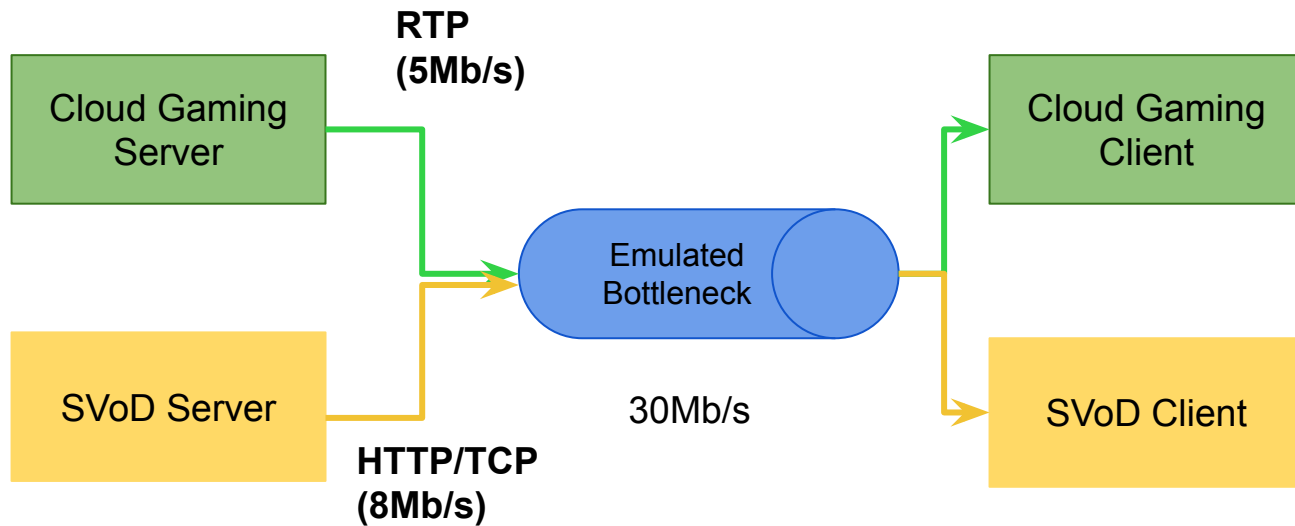 RTP
(5Mb/s)
Cloud Gaming
Server
Cloud Gaming
Client
Emulated
Bottleneck
SVoD Server
30Mb/s
SVoD Client
HTTP/TCP
(8Mb/s)